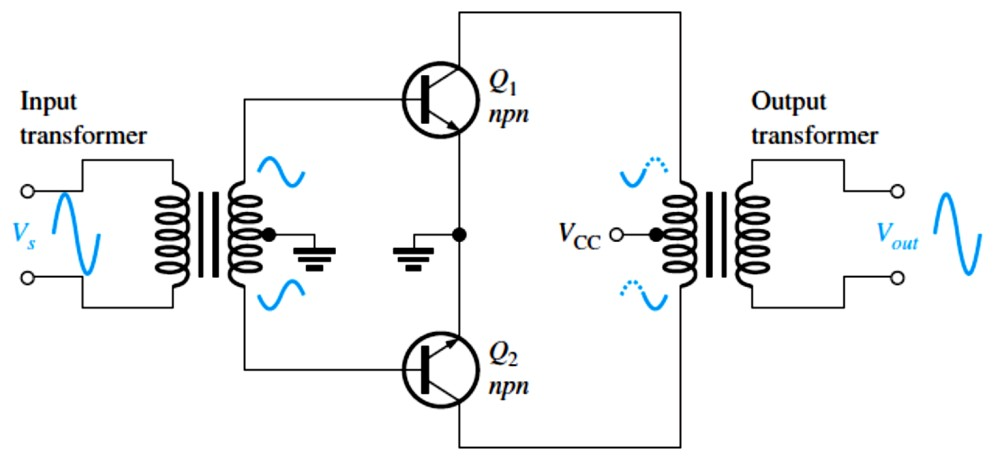 Input
transformer
V_s
Q_1
npn
Q_2
npn
V_CC
Output
transformer
V_out